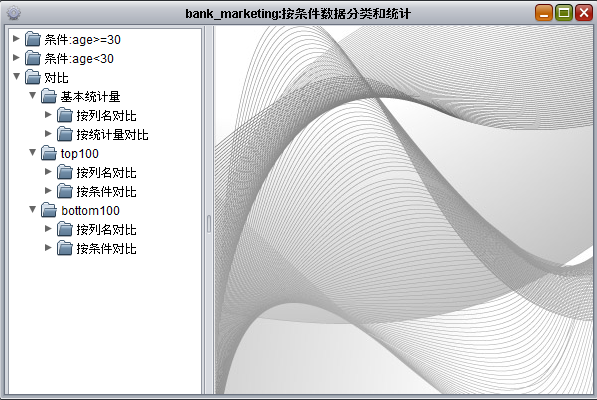 bank_marketing:按条件数据分类和统计
条件:age>=30
条件:age<30
对比
基本统计量
按列名对比
按统计量对比
top100
按列名对比
按条件对比
bottom100
按列名对比
按条件对比